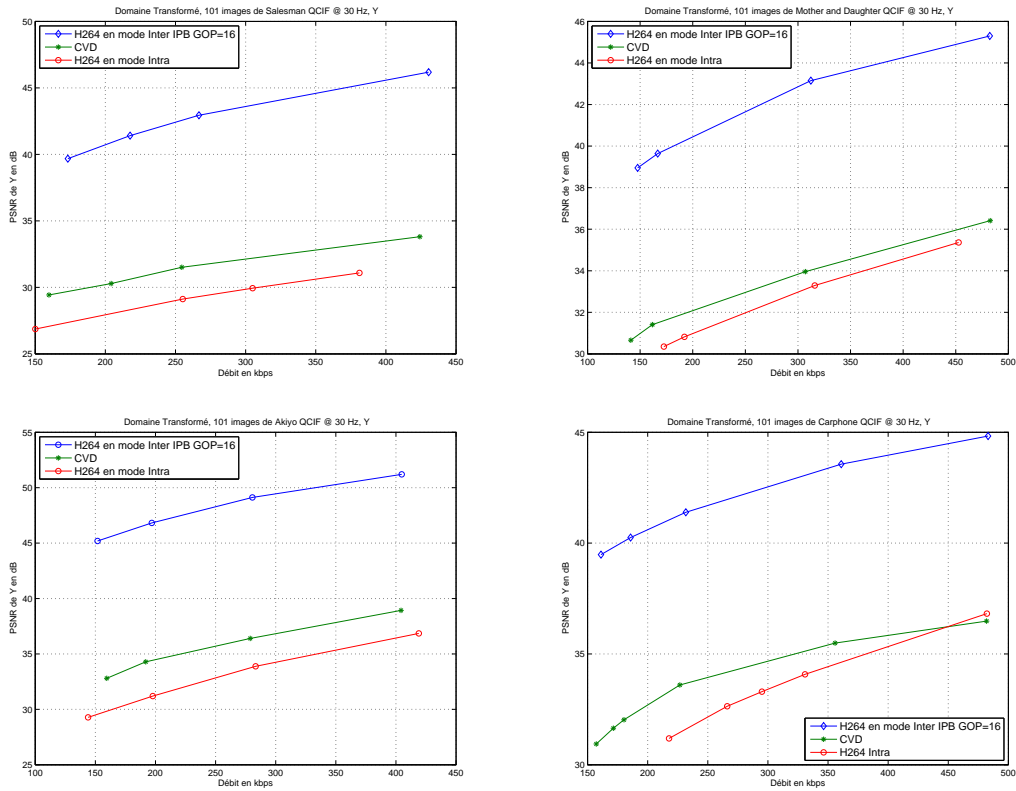 Domaine Transformé, 101 images de Salesman QCIF @ 30 Hz, Y
H264 en mode Inter IPB GOP=16
CVD
H264 en mode Intra
PSNR de Y en dB
50
45
40
35
30
25
150 200 250 300 350 400 450
Débit en kbps
Domaine Transformé, 101 images de Mother and Daughter QCIF @ 30 Hz, Y
H264 en mode Inter IPB GOP=16
CVD
H264 en mode Intra
PSNR de Y en dB
46
44
42
40
38
36
34
32
30
100 150 200 250 300 350 400 450 500
Débit en kbps
Domaine Transformé, 101 images de Akiyo QCIF @ 30 Hz, Y
H264 en mode Inter IPB GOP=16
CVD
H264 en mode Intra
PSNR de Y en dB
55
50
45
40
35
30
25
100 150 200 250 300 350 400 450
Débit en kbps
Domaine Transformé, 101 images de Carphone QCIF @ 30 Hz, Y
PSNR de Y en dB
45
40
35
30
H264 en mode Inter IPB GOP=16
CVD
H264 Intra
150 200 250 300 350 400 450 500
Débit en kbps